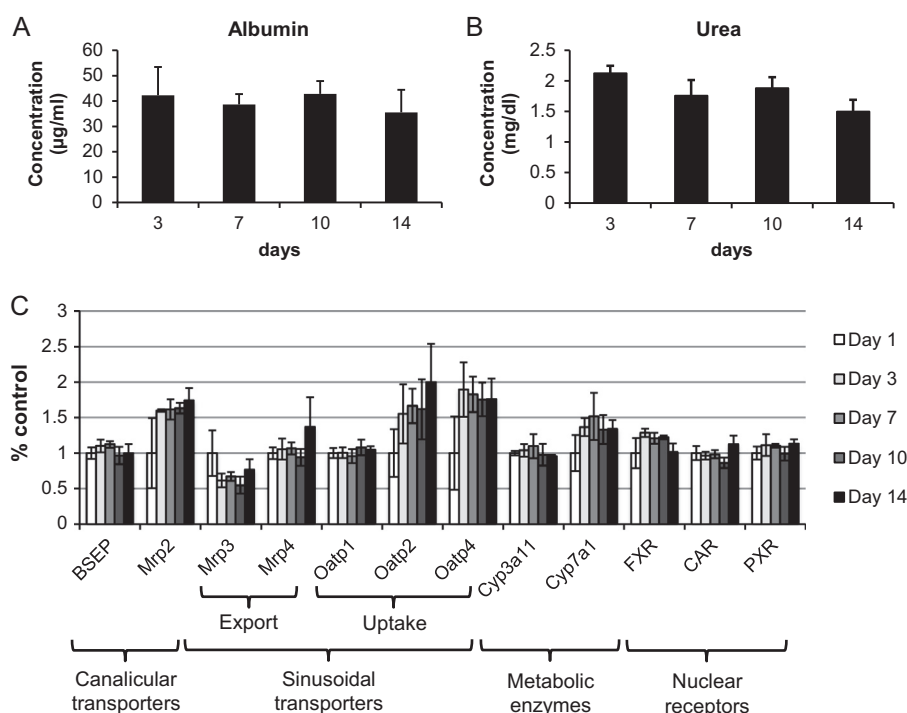 A
Albumin
Concentration
(µg/ml)
60
50
40
30
20
10
0
3 7 10 14
days
B
Urea
Concentration
(mg/dl)
2.5
2
1.5
1
0.5
0
3 7 10 14
days
C
% control
3
2.5
2
1.5
1
0.5
0
BSEP
Mrp2
Mrp3
Mrp4
Oatp1
Oatp2
Oatp4
Cyp3a11
Cyp7a1
FXR
CAR
PXR
Day 1
Day 3
Day 7
Day 10
Day 14
Export
Uptake
Canalicular
transporters
Sinusoidal
transporters
Metabolic
enzymes
Nuclear
receptors